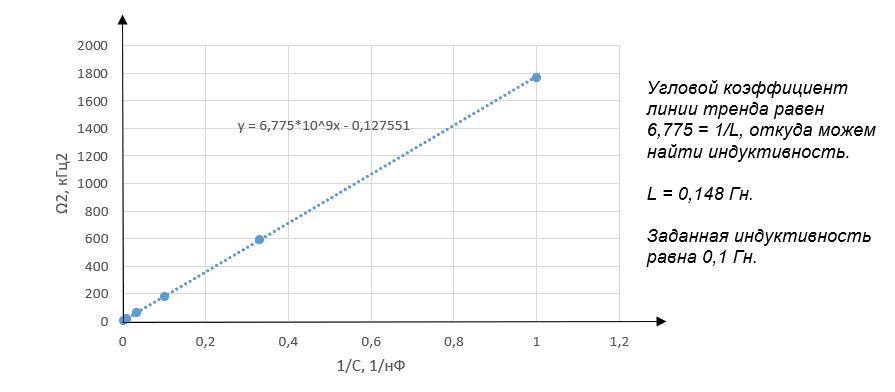 2000
1800
1600
1400
1200
1000
800
600
400
200
0
Ω2, кГц2
y = 6,775*10^9x - 0,127551
0 0,2 0,4 0,6 0,8 1 1,2
1/C, 1/нФ
Угловой коэффициент
линии тренда равен
6,775 = 1/L, откуда можем
найти индуктивность.
L = 0,148 Гн.
Заданная индуктивность
равна 0,1 Гн.